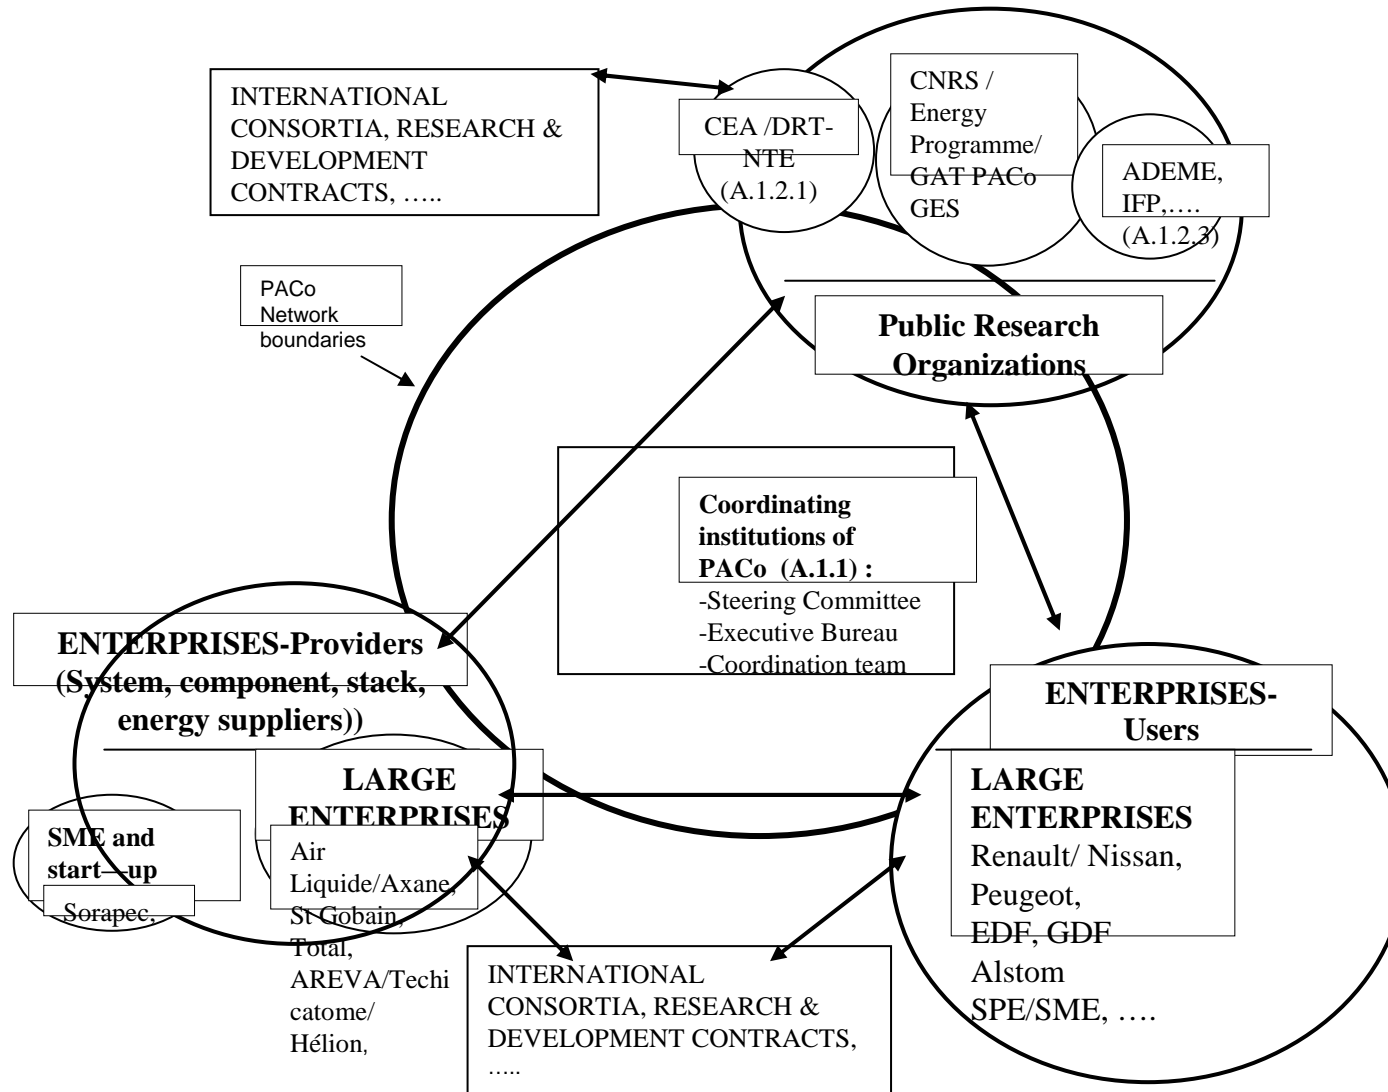 INTERNATIONAL
CONSORTIA, RESEARCH &
DEVELOPMENT
CONTRACTS, …..
CEA /DRT-
NTE
(A.1.2.1)
CNRS /
Energy
Programme/
GAT PACo
GES
ADEME,
IFP,….
(A.1.2.3)
PACo
Network
boundaries
Public Research
Organizations
Coordinating
institutions of
PACo (A.1.1) :
-Steering Committee
-Executive Bureau
-Coordination team
ENTERPRISES-Providers
(System, component, stack,
energy suppliers))
LARGE
ENTERPRISES
SME and
start—up
Sorapec,
Air
Liquide/Axane,
St Gobain,
Total,
AREVA/Techi
catome/
Hélion,
ENTERPRISES-
Users
LARGE
ENTERPRISES
Renault/ Nissan,
Peugeot,
EDF, GDF
Alstom
SPE/SME, ….
INTERNATIONAL
CONSORTIA, RESEARCH &
DEVELOPMENT CONTRACTS,
…..